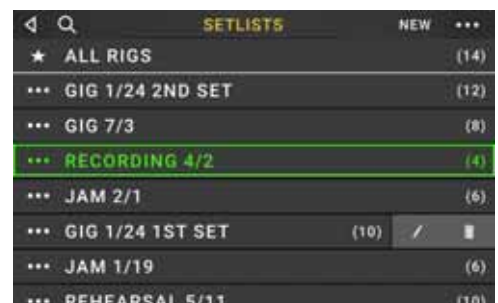 SETLISTS NEW •••
★ ALL RIGS (14)
••• GIG 1/24 2ND SET (12)
••• GIG 7/3 (8)
••• RECORDING 4/2 (4)
••• JAM 2/1 (6)
••• GIG 1/24 1ST SET (10)
••• JAM 1/19 (6)
••• REHEARSAL 5/11 (10)